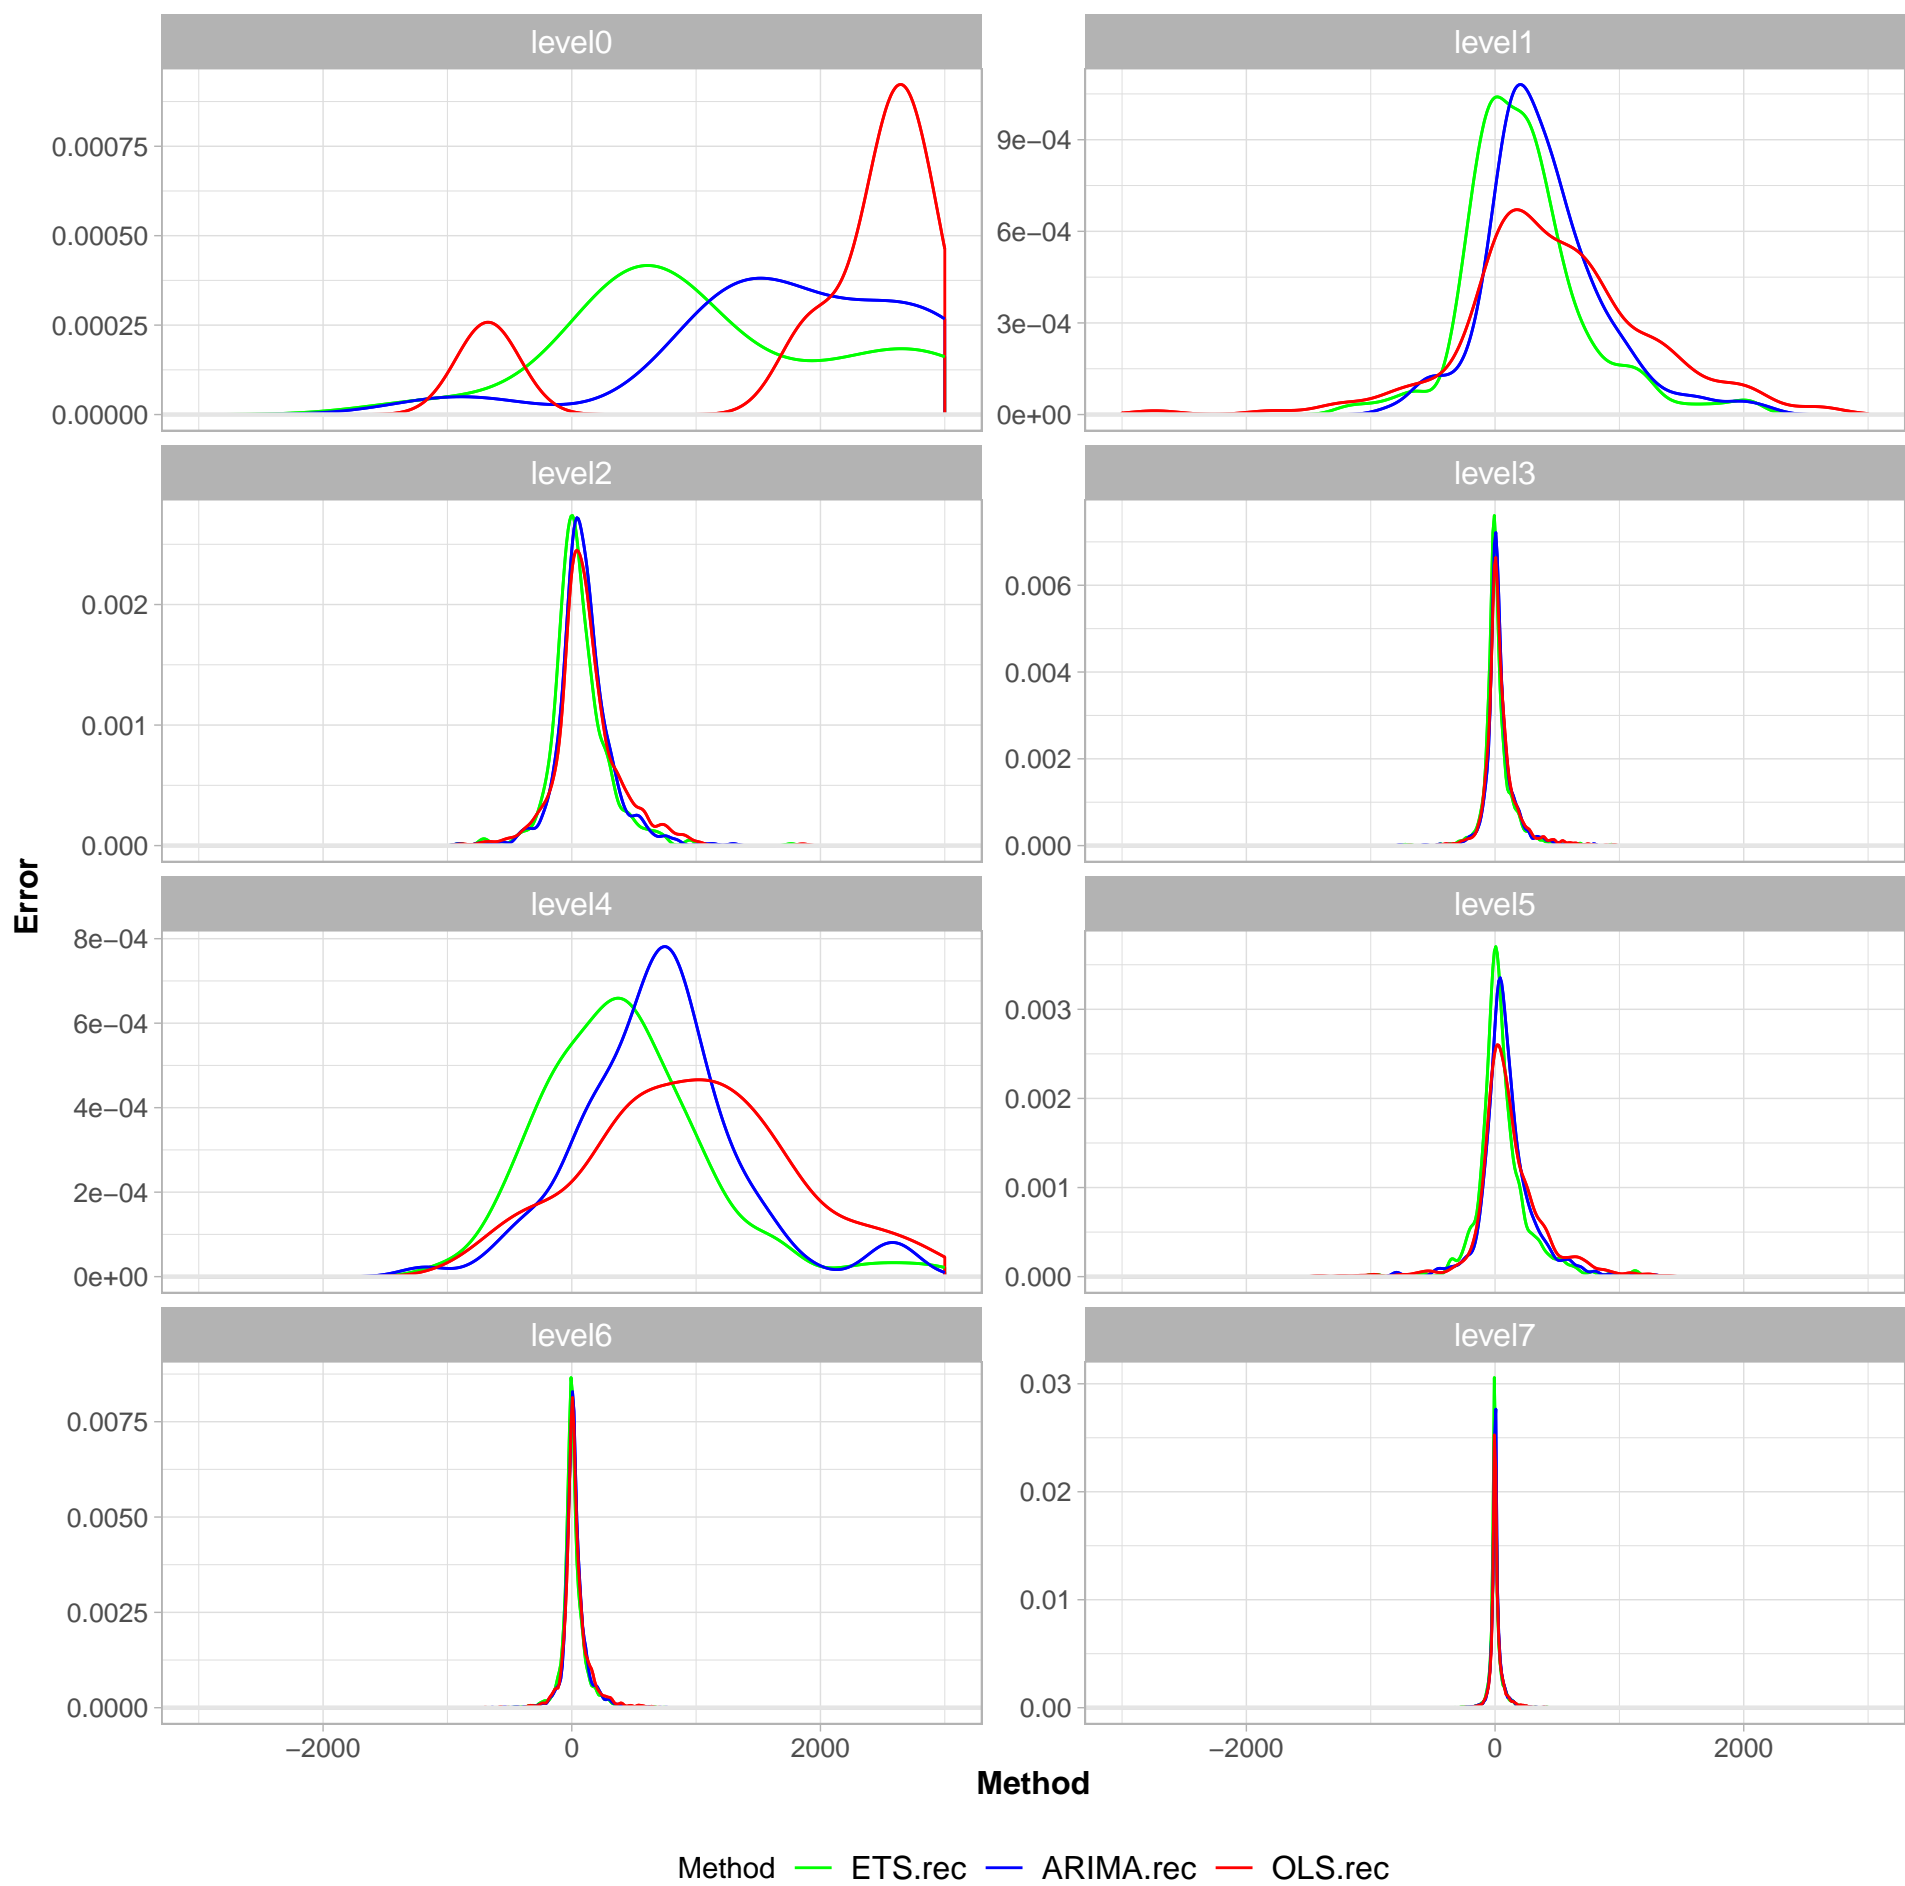 level0
level1
0.00075
0.00050
0.00025
0.00000
9e−04
6e−04
3e−04
0e+00
level2
level3
0.002
0.001
0.000
0.006
0.004
0.002
0.000
Error
level4
level5
8e−04
6e−04
4e−04
2e−04
0e+00
0.003
0.002
0.001
0.000
level6
level7
0.0075
0.0050
0.0025
0.0000
0.03
0.02
0.01
0.00
−2000 0 2000
−2000 0 2000
Method
Method ETS.rec ARIMA.rec OLS.rec